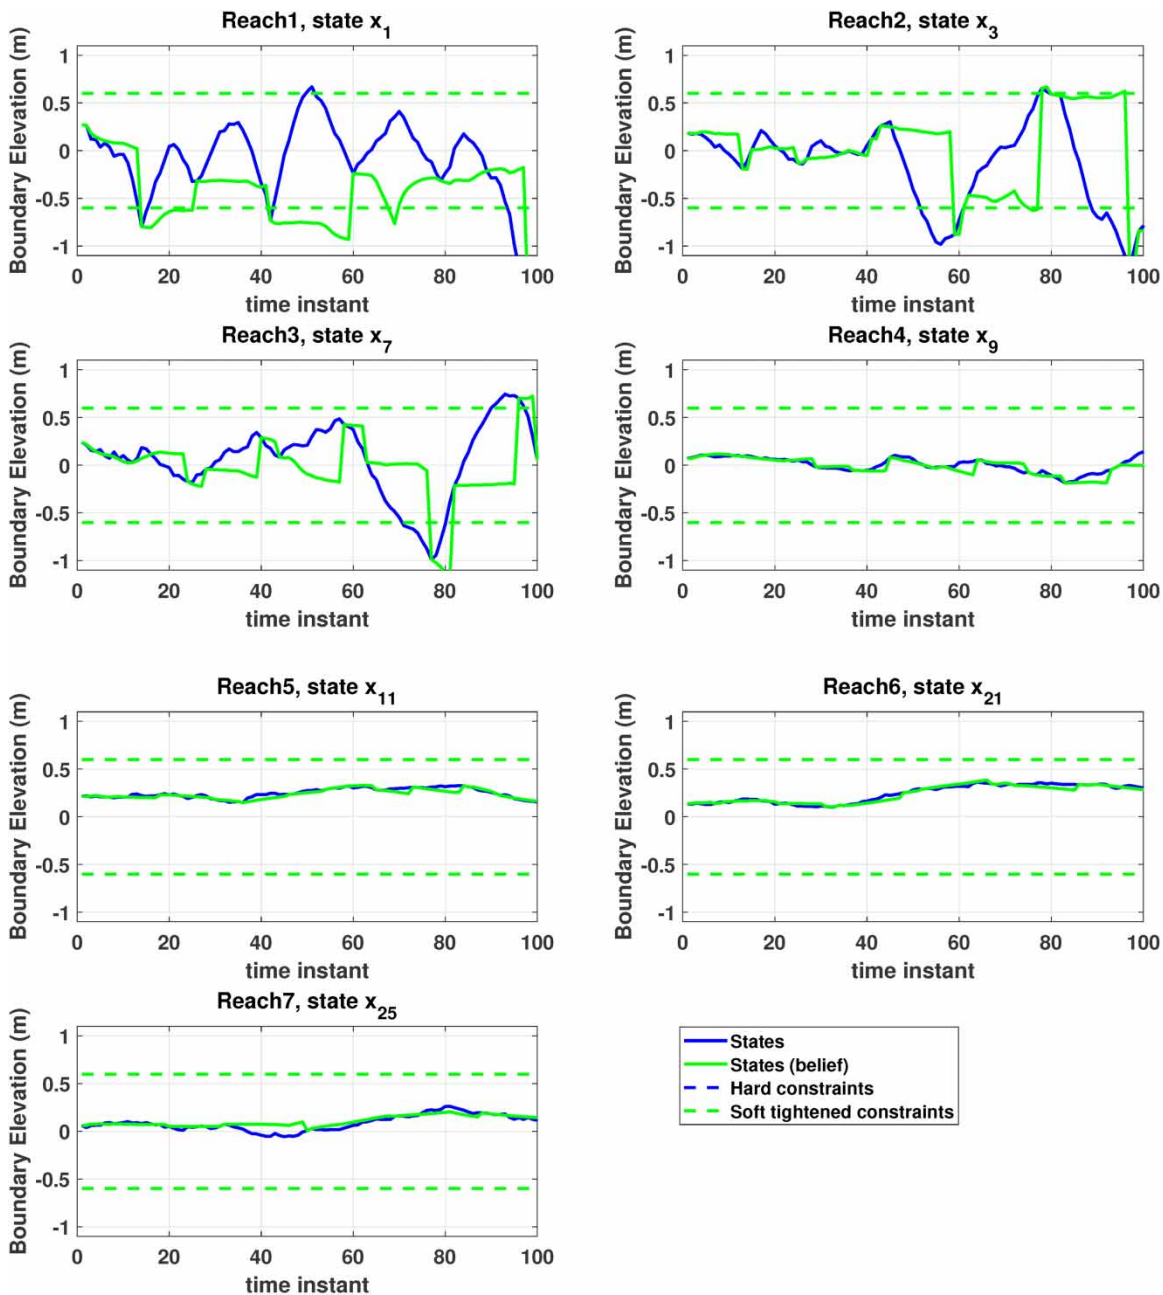 Reach1, state x1
Boundary Elevation (m)
1
0.5
0
-0.5
-1
0 20 40 60 80 100
time instant
Reach2, state x3
Boundary Elevation (m)
1
0.5
0
-0.5
-1
0 20 40 60 80 100
time instant
Reach3, state x7
Boundary Elevation (m)
1
0.5
0
-0.5
-1
0 20 40 60 80 100
time instant
Reach4, state x9
Boundary Elevation (m)
1
0.5
0
-0.5
-1
0 20 40 60 80 100
time instant
Reach5, state x11
Boundary Elevation (m)
1
0.5
0
-0.5
-1
0 20 40 60 80 100
time instant
Reach6, state x21
Boundary Elevation (m)
1
0.5
0
-0.5
-1
0 20 40 60 80 100
time instant
Reach7, state x25
Boundary Elevation (m)
1
0.5
0
-0.5
-1
0 20 40 60 80 100
time instant
States
States (belief)
Hard constraints
Soft tightened constraints